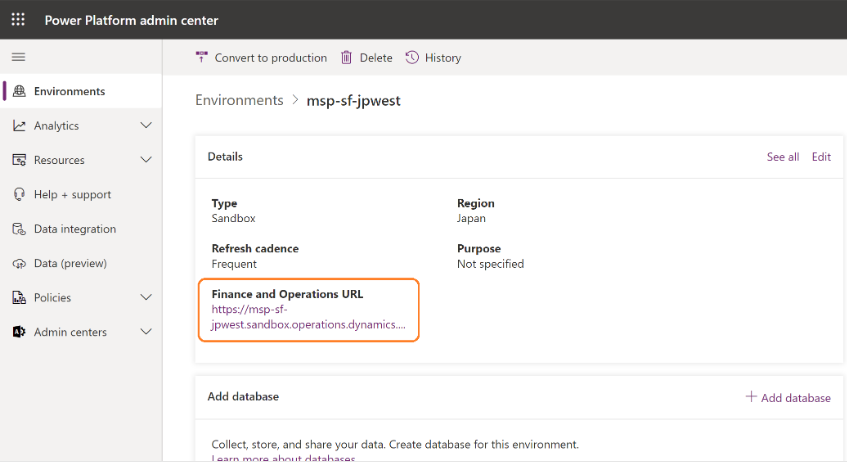 Power Platform admin center
Convert to production
Delete
History
Environments
Environments > msp-sf-jpwest
Analytics
Resources
Help + support
Data integration
Data (preview)
Policies
Admin centers
Details
See all
Edit
Type
Sandbox
Region
Japan
Refresh cadence
Frequent
Purpose
Not specified
Finance and Operations URL
https://msp-sf-
jpwest.sandbox.operations.dynamics....
Add database
Add database
Collect, store, and share your data. Create database for this environment.
Learn more about databases